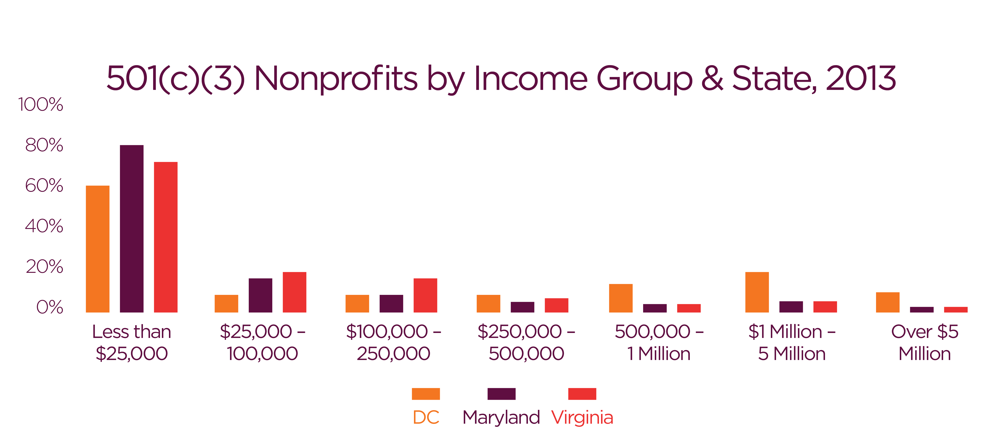 501(c)(3) Nonprofits by Income Group & State, 2013
100%
80%
60%
40%
20%
0%
Less than
$25,000
$25,000 –
100,000
$100,000 –
250,000
$250,000 –
500,000
500,000 –
1 Million
$1 Million –
5 Million
Over $5
Million
DC
Maryland
Virginia